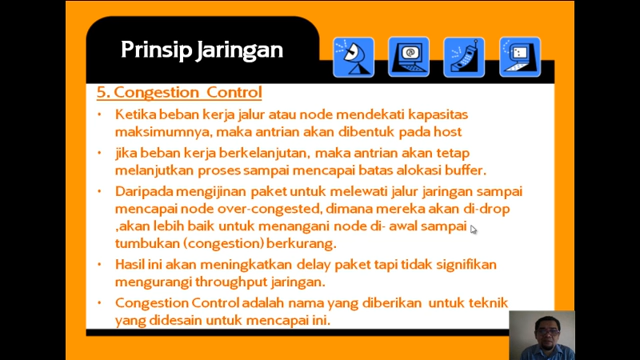 Prinsip Jaringan
5. Congestion Control
• Ketika beban kerja jalur atau node mendekati kapasitas
maksimumnya, maka antrian akan dibentuk pada host
• jika beban kerja berkelanjutan, maka antrian akan tetap
melanjutkan proses sampai mencapai batas alokasi buffer.
• Daripada mengijinan paket untuk melewati jalur jaringan sampai
mencapai node over-congested, dimana mereka akan di-drop
,akan lebih baik untuk menangani node di- awal sampai
tumbukan (congestion) berkurang.
• Hasil ini akan meningkatkan delay paket tapi tidak signifikan
mengurangi throughput jaringan.
• Congestion Control adalah nama yang diberikan untuk teknik
yang didesain untuk mencapai ini.